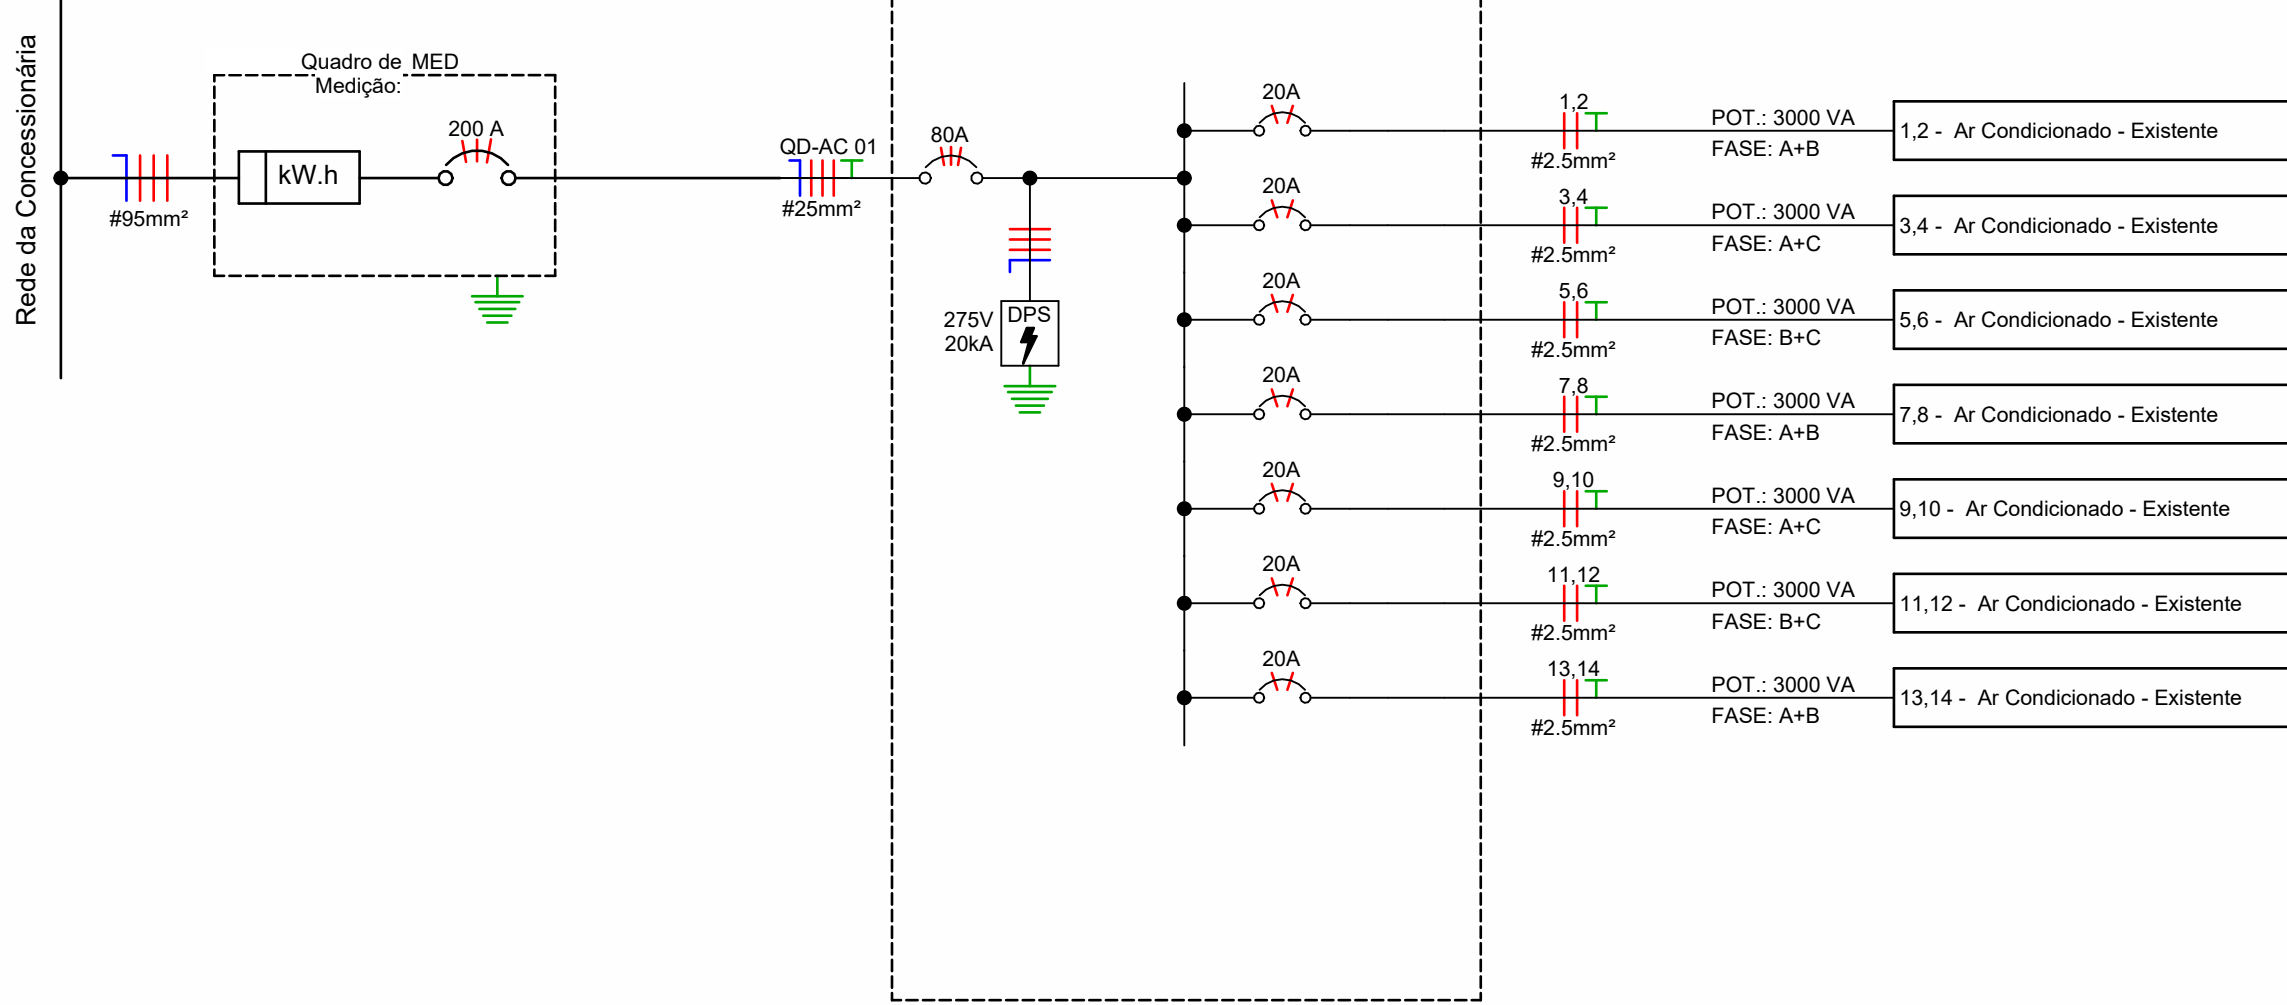 Rede da Concessionária
Quadro de MED
Medição:
kW.h
200 A
#95mm²
QD-AC 01
#25mm²
80A
275V
20kA
DPS
20A
1,2
#2.5mm²
POT.: 3000 VA
FASE: A+B
1,2 - Ar Condicionado - Existente
20A
3,4
#2.5mm²
POT.: 3000 VA
FASE: A+C
3,4 - Ar Condicionado - Existente
20A
5,6
#2.5mm²
POT.: 3000 VA
FASE: B+C
5,6 - Ar Condicionado - Existente
20A
7,8
#2.5mm²
POT.: 3000 VA
FASE: A+B
7,8 - Ar Condicionado - Existente
20A
9,10
#2.5mm²
POT.: 3000 VA
FASE: A+C
9,10 - Ar Condicionado - Existente
20A
11,12
#2.5mm²
POT.: 3000 VA
FASE: B+C
11,12 - Ar Condicionado - Existente
20A
13,14
#2.5mm²
POT.: 3000 VA
FASE: A+B
13,14 - Ar Condicionado - Existente